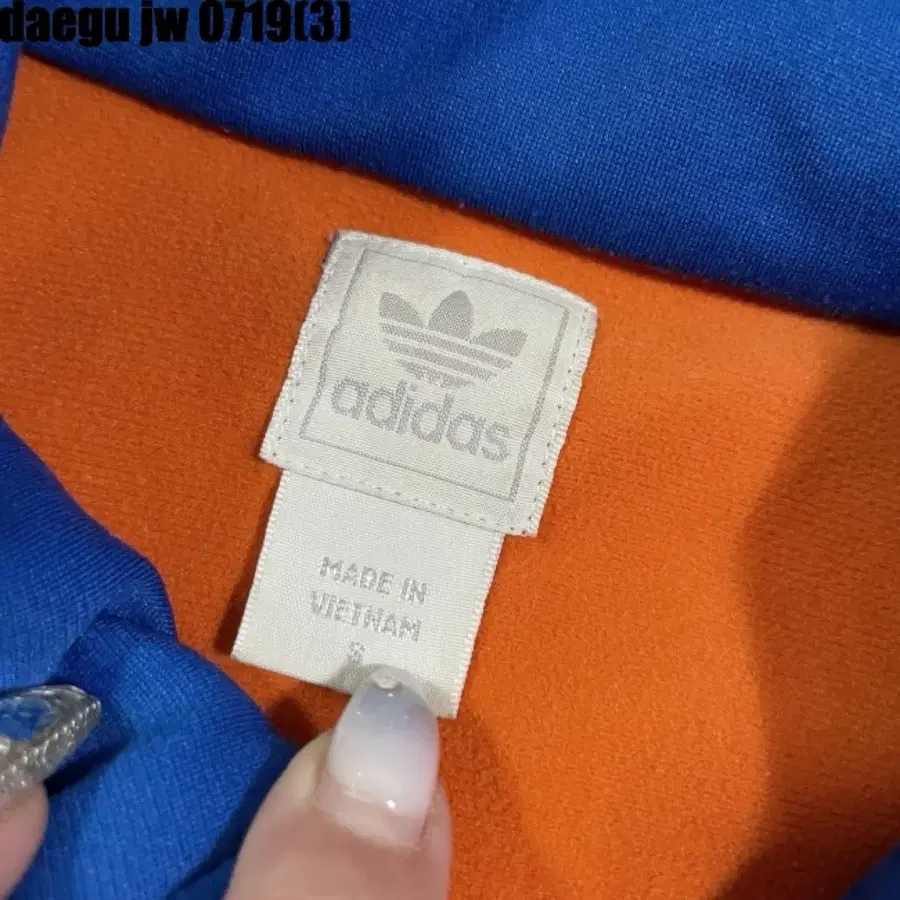 daegu jw 0719(3)
adidas
MADE IN
VIETNAM
S